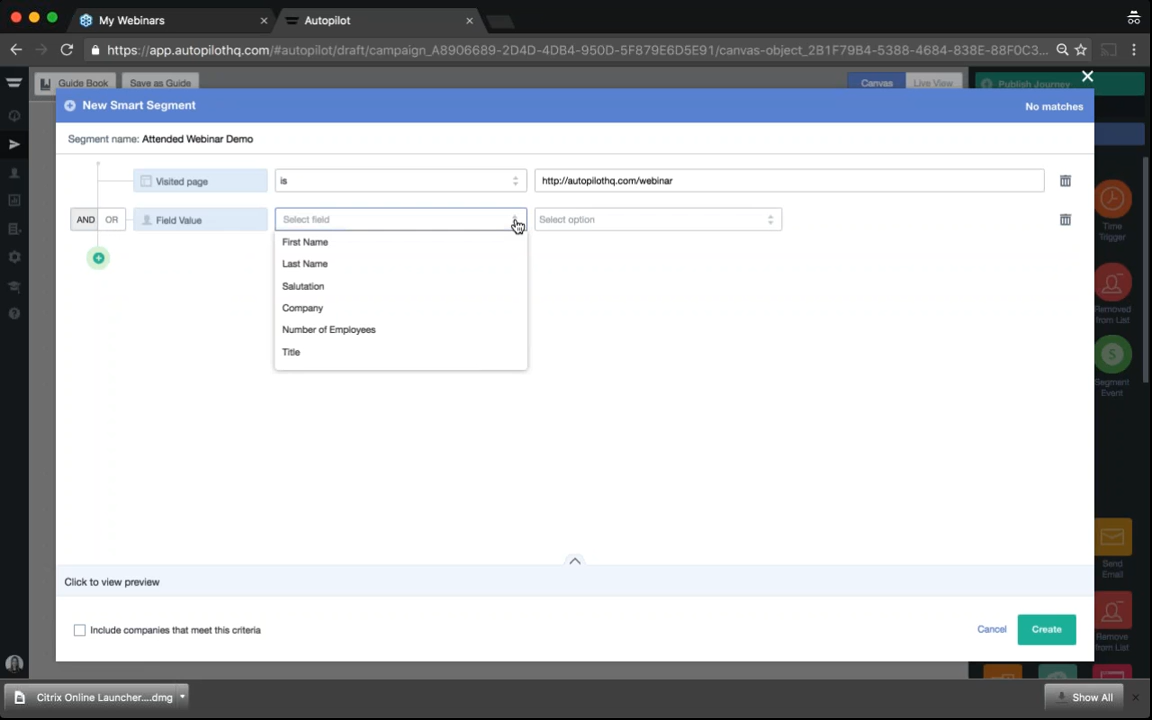 My Webinars
Autopilot
https://app.autopilothq.com/#autopilot/draft/campaign_A8906689-2D4D-4DB4-950D-5F879E6D5E91/canvas-object_2B1F79B4-5388-4684-838E-88F0C3...
Guide Book
Save as Guide
Canvas
Live View
Publish Journey
New Smart Segment
No matches
Segment name: Attended Webinar Demo
Visited page
is
http://autopilothq.com/webinar
AND
OR
Field Value
Select field
Select option
First Name
Last Name
Salutation
Company
Number of Employees
Title
Time
Trigger
Removed
from List
Segment
Event
Send
Email
Remove
from List
Click to view preview
Include companies that meet this criteria
Cancel
Create
Citrix Online Launcher....dmg
Show All